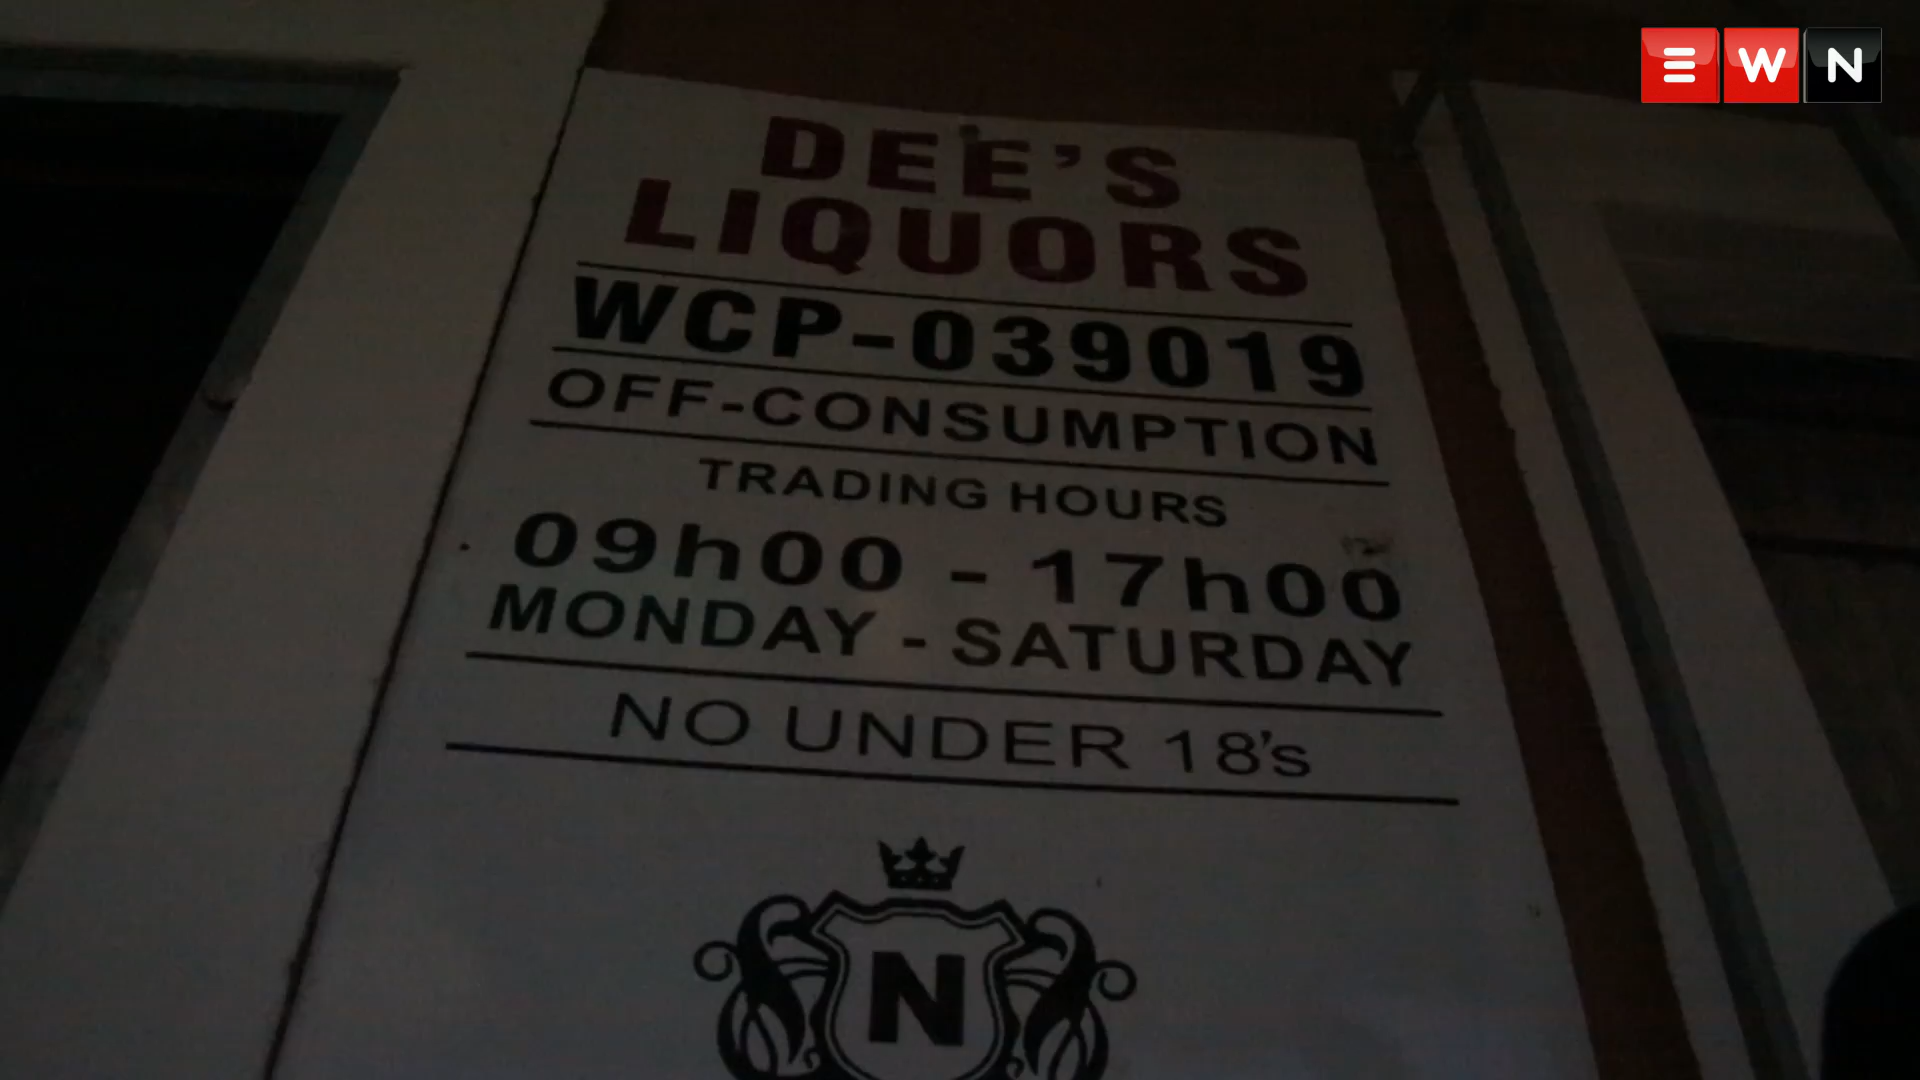 EWN
DEE'S
LIQUORS
WCP-039019
OFF-CONSUMPTION
TRADING HOURS
09h00 - 17h00
MONDAY - SATURDAY
NO UNDER 18's
N